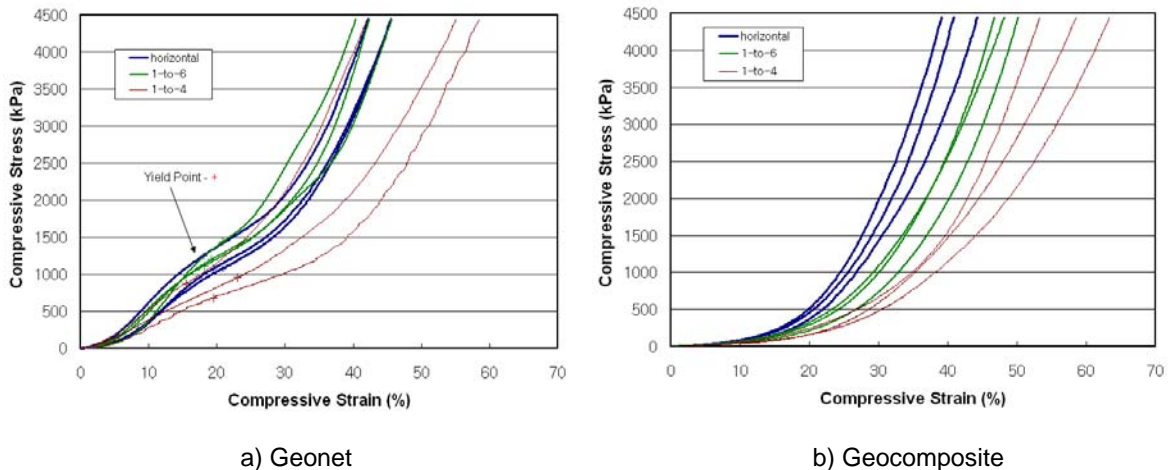 4500
4000
3500
3000
2500
2000
1500
1000
500
0
Compressive Stress (kPa)
horizontal
1-to-6
1-to-4
Yield Point - +
0 10 20 30 40 50 60 70
Compressive Strain (%)
a) Geonet
4500
4000
3500
3000
2500
2000
1500
1000
500
0
Compressive Stress (kPa)
horizontal
1-to-6
1-to-4
0 10 20 30 40 50 60 70
Compressive Strain (%)
b) Geocomposite